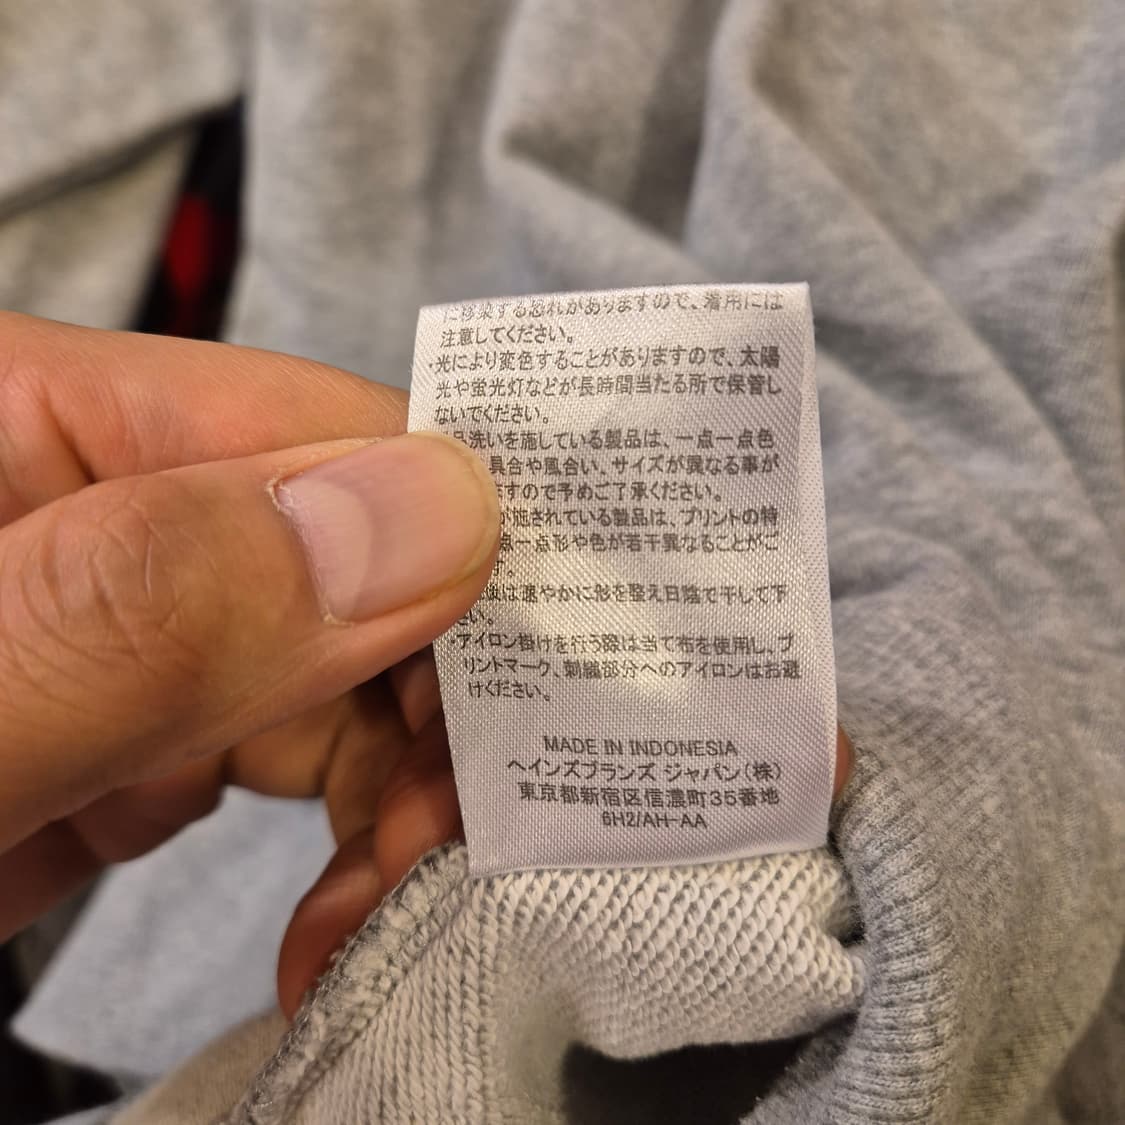 に移染する恐れがありますので、着用には
注意してください。
・光により変色することがありますので、太陽
光や蛍光灯などが長時間当たる所で保管し
ないでください。
品洗いを施している製品は、一点一点色
具合や風合い、サイズが異なる事が
ますので予めご了承ください。
が施されている製品は、プリントの特
点一点形や色が若干異なることがご
す。
後は速やかに形を整え日陰で干して下
さい。
・アイロン掛けを行う際は当て布を使用し、プ
リントマーク、刺繍部分へのアイロンはお避
けください。
MADE IN INDONESIA
ヘインズブランズ ジャパン(株)
東京都新宿区信濃町35番地
6H2/AH-AA